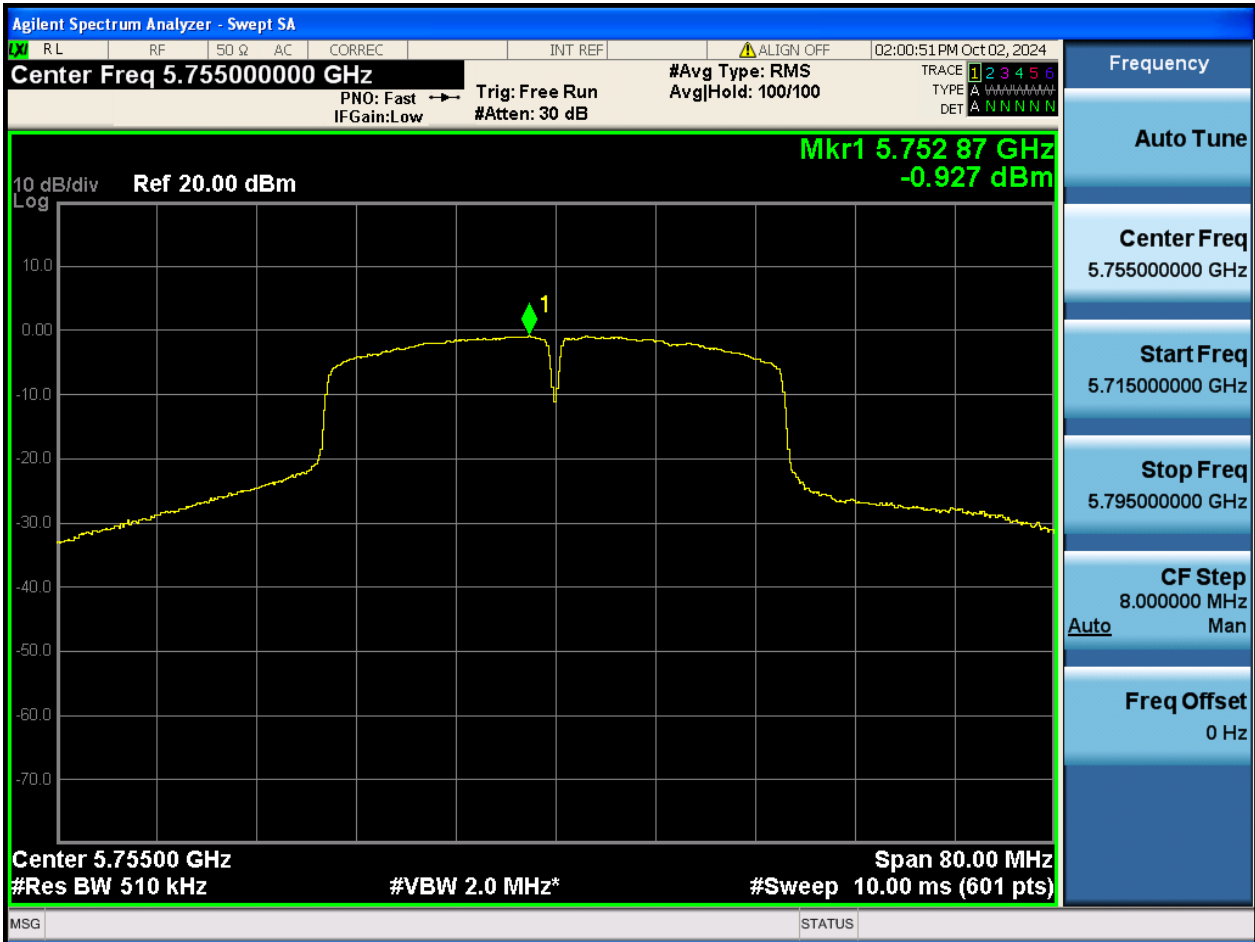 Agilent Spectrum Analyzer - Swept SA
LXI RL RF 50 Ω AC CORREC INT REF ALIGN OFF 02:00:51 PM Oct 02, 2024
Center Freq 5.755000000 GHz
PNO: Fast
IFGain:Low
Trig: Free Run
#Atten: 30 dB
#Avg Type: RMS
Avg|Hold: 100/100
TRACE 1 2 3 4 5 6
TYPE A WWWWW
DET A N N N N N
Mkr1 5.752 87 GHz
-0.927 dBm
10 dB/div Ref 20.00 dBm
Log
1
10.0
0.00
-10.0
-20.0
-30.0
-40.0
-50.0
-60.0
-70.0
Center 5.75500 GHz Span 80.00 MHz
#Res BW 510 kHz #VBW 2.0 MHz* #Sweep 10.00 ms (601 pts)
MSG STATUS
Frequency
Auto Tune
Center Freq
5.755000000 GHz
Start Freq
5.715000000 GHz
Stop Freq
5.795000000 GHz
CF Step
8.000000 MHz
Auto Man
Freq Offset
0 Hz